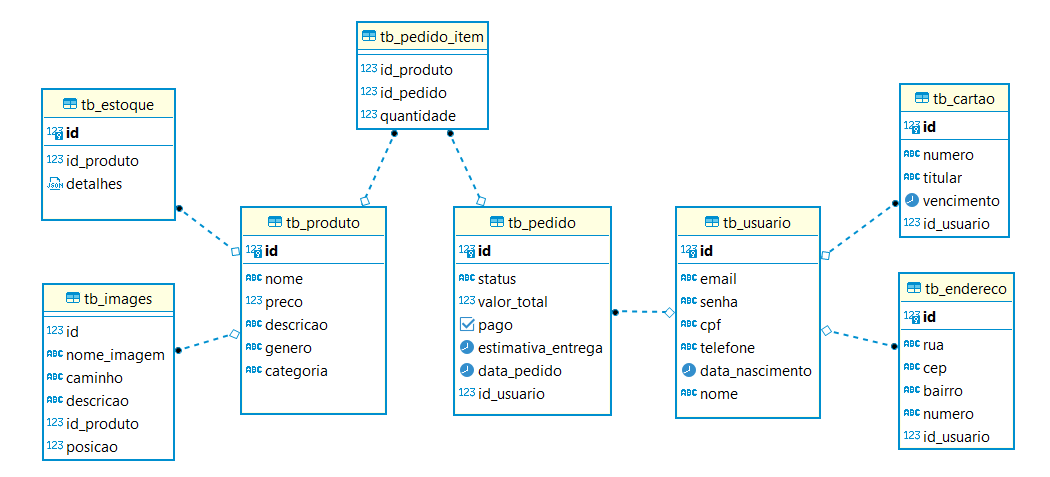 tb_pedido_item
123 id_produto
123 id_pedido
123 quantidade
tb_estoque
123 id
123 id_produto
JSON detalhes
tb_produto
123 id
ABC nome
123 preco
ABC descricao
ABC genero
ABC categoria
tb_images
123 id
ABC nome_imagem
ABC caminho
ABC descricao
123 id_produto
123 posicao
tb_pedido
123 id
ABC status
123 valor_total
pago
estimativa_entrega
data_pedido
123 id_usuario
tb_usuario
123 id
ABC email
ABC senha
ABC cpf
ABC telefone
data_nascimento
ABC nome
tb_cartao
123 id
ABC numero
ABC titular
vencimento
123 id_usuario
tb_endereco
123 id
ABC rua
ABC cep
ABC bairro
ABC numero
123 id_usuario